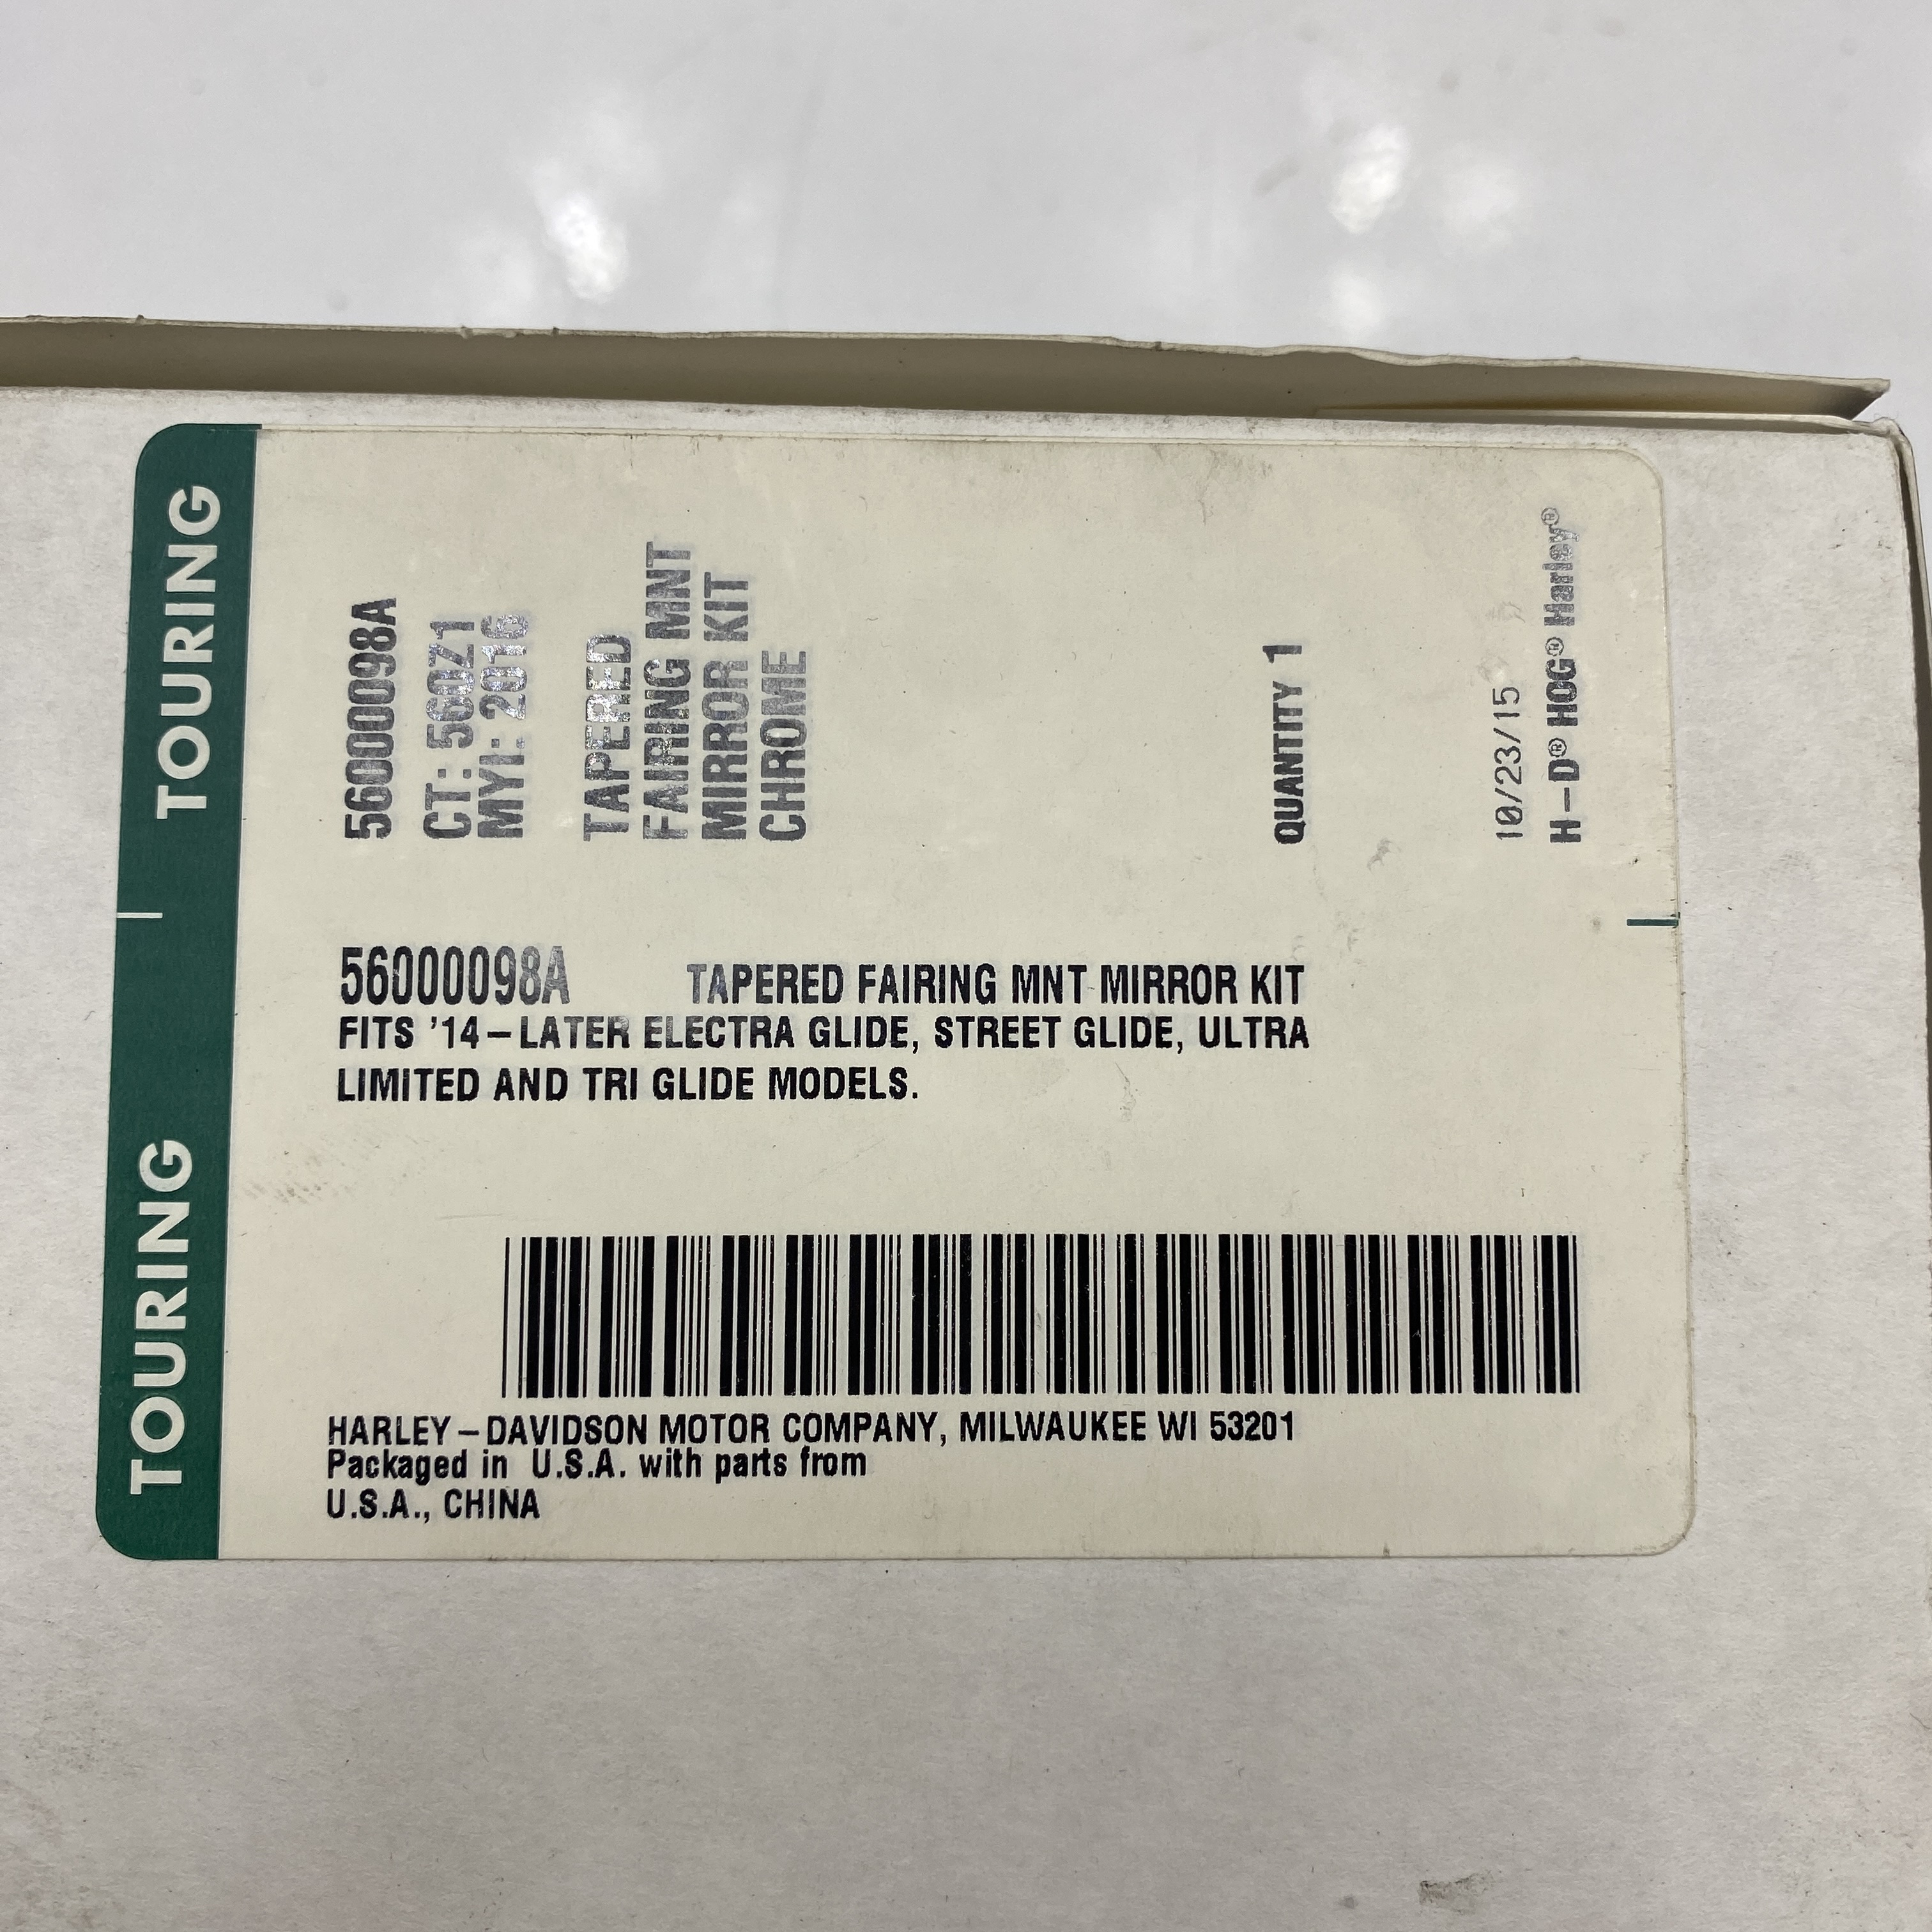 TOURING
56000098A
CT: 560Z1
MYI: 2016
TAPERED
FAIRING MNT
MIRROR KIT
CHROME
QUANTITY 1
10/23/15
H-D® HOG® Harley®
TOURING
56000098A TAPERED FAIRING MNT MIRROR KIT
FITS '14-LATER ELECTRA GLIDE, STREET GLIDE, ULTRA
LIMITED AND TRI GLIDE MODELS.
HARLEY-DAVIDSON MOTOR COMPANY, MILWAUKEE WI 53201
Packaged in U.S.A. with parts from
U.S.A., CHINA